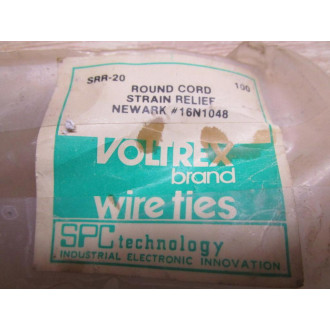 SRR-20 100
ROUND CORD
STRAIN RELIEF
NEWARK #16N1048
VOLTREX
brand
wire ties
SPC technology
INDUSTRIAL ELECTRONIC INNOVATION